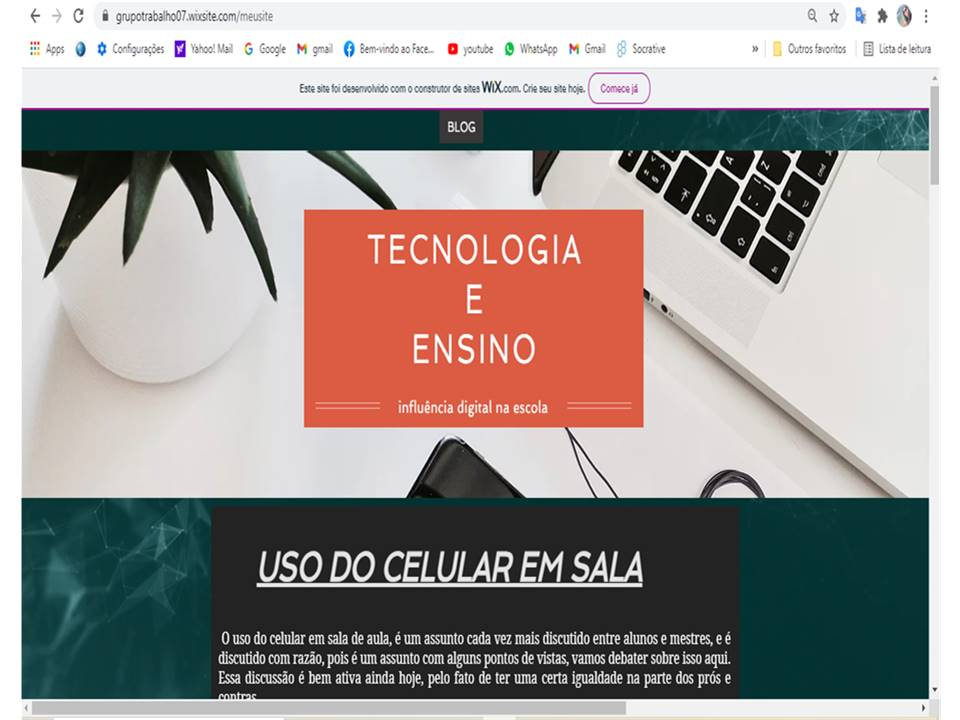 grupotrabalho07.wixsite.com/meusite
Apps Configurações Yahoo! Mail Google gmail Bem-vindo ao Face... youtube WhatsApp Gmail Socrative » Outros favoritos Lista de leitura
Este site foi desenvolvido com o construtor de sites WiX.com. Crie seu site hoje. Comece já
BLOG
TECNOLOGIA
E
ENSINO
influência digital na escola
USO DO CELULAR EM SALA
O uso do celular em sala de aula, é um assunto cada vez mais discutido entre alunos e mestres, e é
discutido com razão, pois é um assunto com alguns pontos de vistas, vamos debater sobre isso aqui.
Essa discussão é bem ativa ainda hoje, pelo fato de ter uma certa igualdade na parte dos prós e
contras